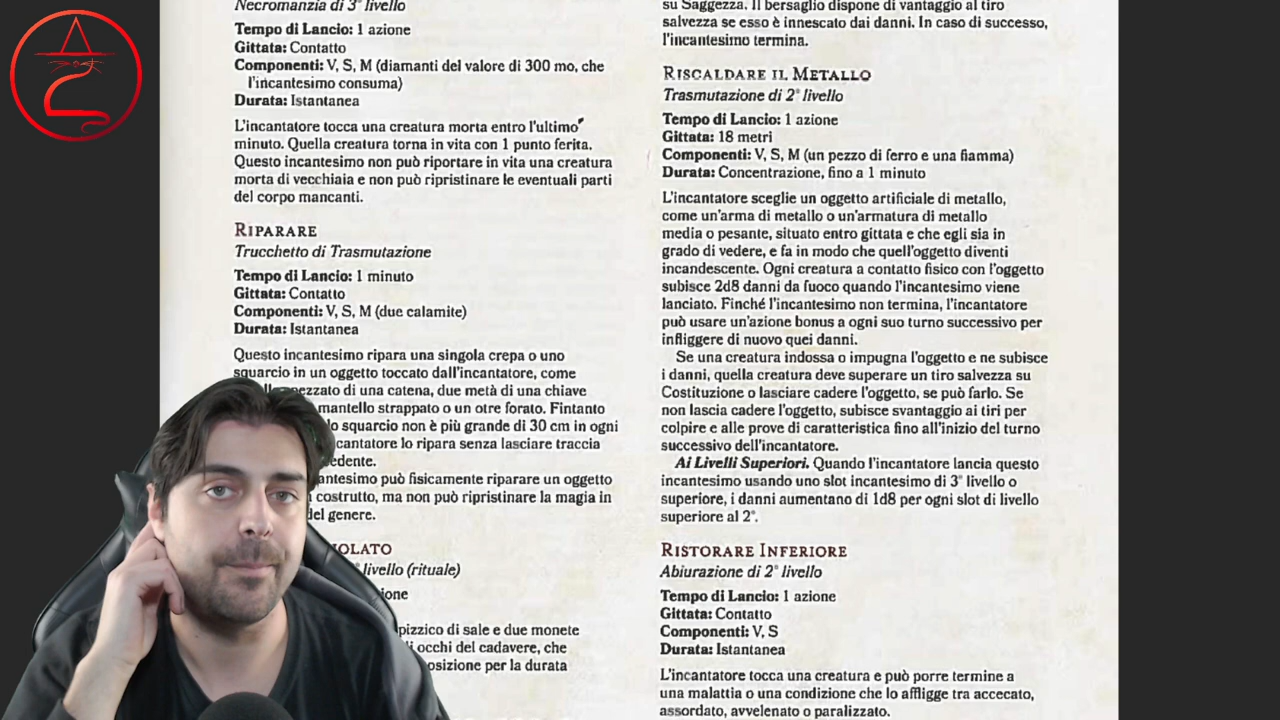 Necromanzia di 3° livello
Tempo di Lancio: 1 azione
Gittata: Contatto
Componenti: V, S, M (diamanti del valore di 300 mo, che
l'incantesimo consuma)
Durata: Istantanea
L'incantatore tocca una creatura morta entro l'ultimo
minuto. Quella creatura torna in vita con 1 punto ferita.
Questo incantesimo non può riportare in vita una creatura
morta di vecchiaia e non può ripristinare le eventuali parti
del corpo mancanti.
RIPARARE
Trucchetto di Trasmutazione
Tempo di Lancio: 1 minuto
Gittata: Contatto
Componenti: V, S, M (due calamite)
Durata: Istantanea
Questo incantesimo ripara una singola crepa o uno
squarcio in un oggetto toccato dall'incantatore, come
pezzato di una catena, due metà di una chiave
mantello strappato o un otre forato. Fintanto
lo squarcio non è più grande di 30 cm in ogni
cantatore lo ripara senza lasciare traccia
edente.
antesimo può fisicamente riparare un oggetto
costrutto, ma non può ripristinare la magia in
del genere.
OLATO
livello (rituale)
ione
pizzico di sale e due monete
li occhi del cadavere, che
osizione per la durata
su Saggezza. Il bersaglio dispone di vantaggio al tiro
salvezza se esso è innescato dai danni. In caso di successo,
l'incantesimo termina.
RISCALDARE IL METALLO
Trasmutazione di 2° livello
Tempo di Lancio: 1 azione
Gittata: 18 metri
Componenti: V, S, M (un pezzo di ferro e una fiamma)
Durata: Concentrazione, fino a 1 minuto
L'incantatore sceglie un oggetto artificiale di metallo,
come un'arma di metallo o un'armatura di metallo
media o pesante, situato entro gittata e che egli sia in
grado di vedere, e fa in modo che quell'oggetto diventi
incandescente. Ogni creatura a contatto fisico con l'oggetto
subisce 2d8 danni da fuoco quando l'incantesimo viene
lanciato. Finché l'incantesimo non termina, l'incantatore
può usare un'azione bonus a ogni suo turno successivo per
infliggere di nuovo quei danni.
Se una creatura indossa o impugna l'oggetto e ne subisce
i danni, quella creatura deve superare un tiro salvezza su
Costituzione o lasciare cadere l'oggetto, se può farlo. Se
non lascia cadere l'oggetto, subisce svantaggio ai tiri per
colpire e alle prove di caratteristica fino all'inizio del turno
successivo dell'incantatore.
Ai Livelli Superiori. Quando l'incantatore lancia questo
incantesimo usando uno slot incantesimo di 3° livello o
superiore, i danni aumentano di 1d8 per ogni slot di livello
superiore al 2°.
RISTORARE INFERIORE
Abiurazione di 2° livello
Tempo di Lancio: 1 azione
Gittata: Contatto
Componenti: V, S
Durata: Istantanea
L'incantatore tocca una creatura e può porre termine a
una malattia o una condizione che lo affligge tra accecato,
assordato, avvelenato o paralizzato.